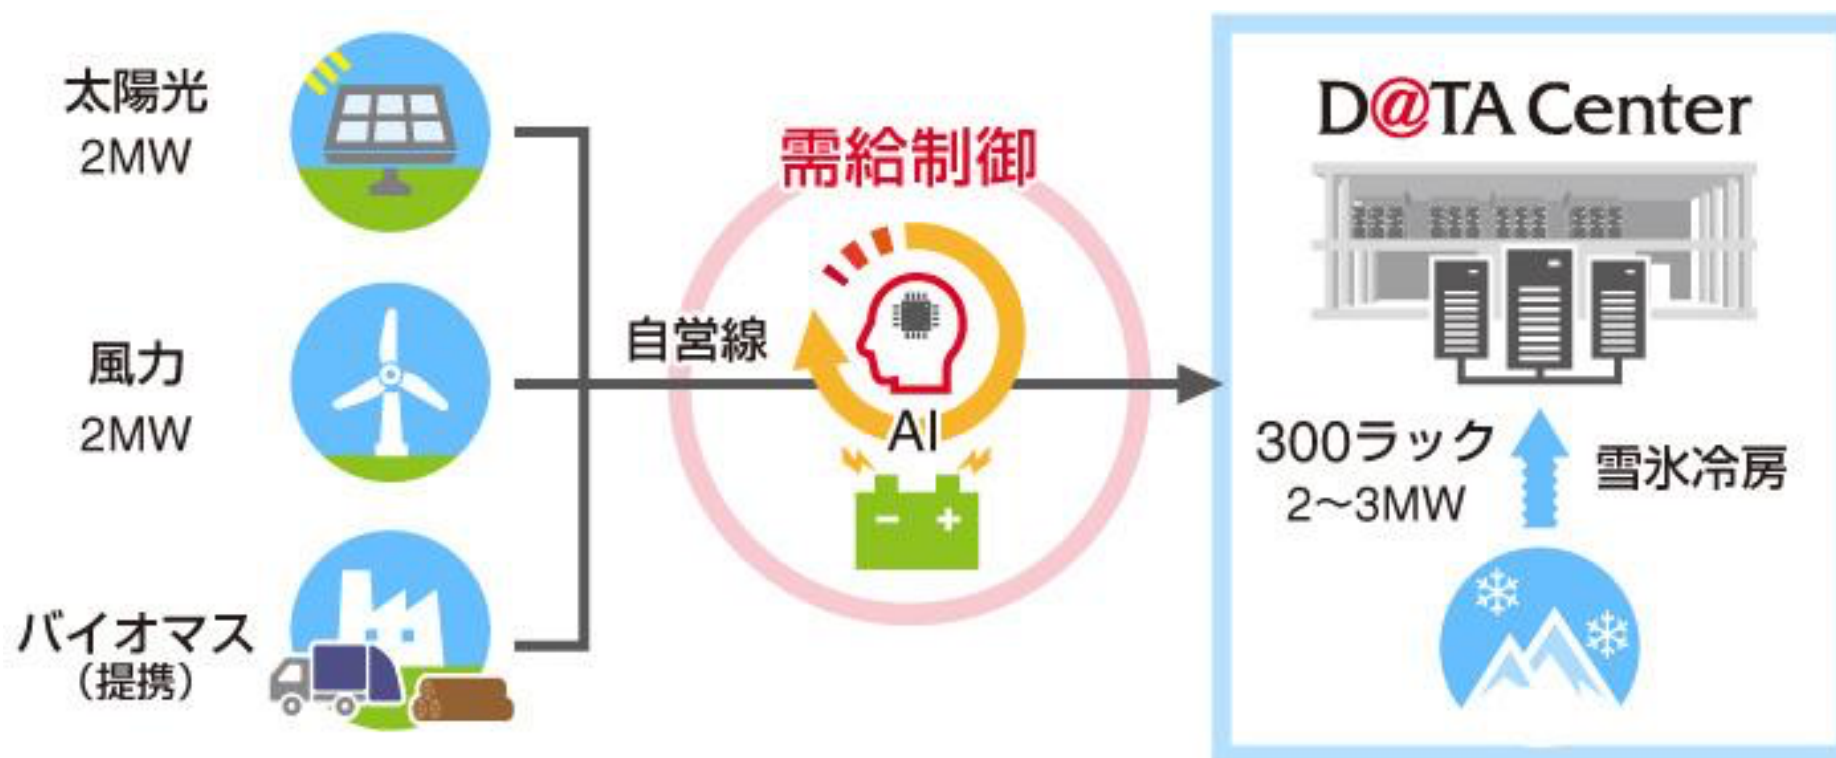 太陽光
2MW
風力
2MW
バイオマス
（提携）
自営線
需給制御
AI
D@TA Center
300ラック
2〜3MW
雪氷冷房